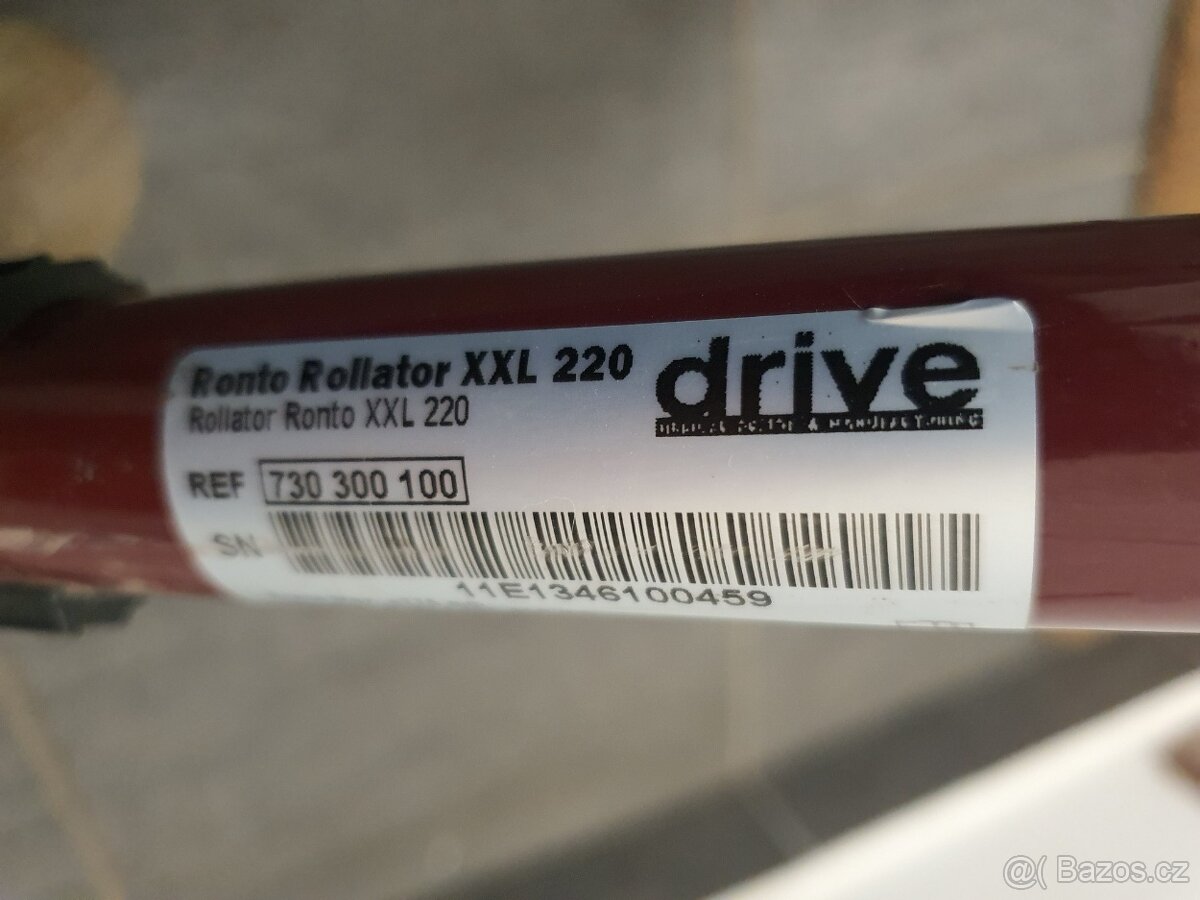 Ronto Rollator XXL 220
Rollator Ronto XXL 220
drive
REF 730 300 100
SN
11E1346100459
@( Bazos.cz